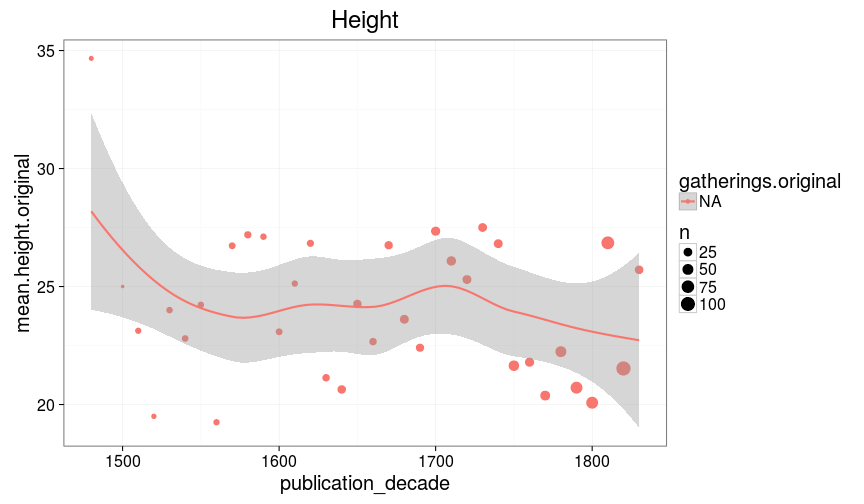 Height
mean.height.original
35
30
25
20
1500
1600
1700
1800
publication_decade
gatherings.original
NA
n
25
50
75
100